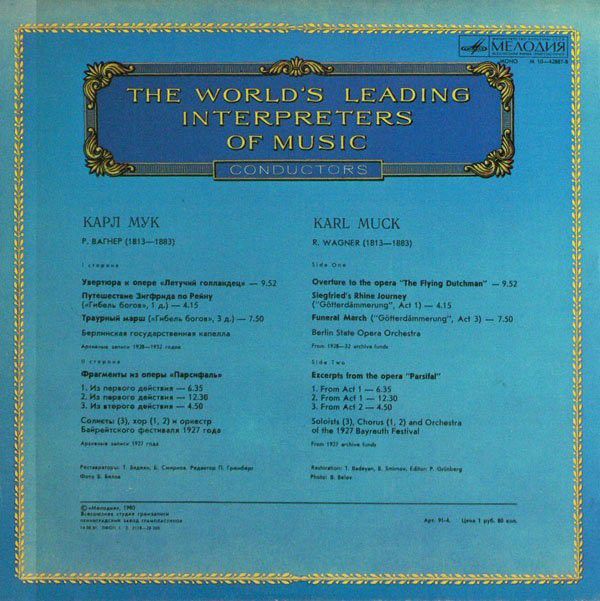 МЕЛОДИЯ
MONO
THE WORLD'S LEADING
INTERPRETERS
OF MUSIC
CONDUCTORS
КАРЛ МУК
Р. ВАГНЕР (1813—1883)
I сторона
Увертюра к опере «Летучий голландец» — 9.52
Путешествие Зигфрида по Рейну
(«Гибель богов», 1 д.) — 4.15
Траурный марш («Гибель богов», 3 д.) — 7.50
Берлинская государственная капелла
Архивные записи 1928—1932 годов
II сторона
Фрагменты из оперы «Парсифаль»
1. Из первого действия — 6.35
2. Из первого действия — 12.30
3. Из второго действия — 4.50
Солисты (3), хор (1, 2) и оркестр
Байрейтского фестиваля 1927 года
Архивные записи 1927 года
Реставраторы: Т. Бадеян, Б. Смирнов. Редактор П. Грюнберг
Фото В. Белов
KARL MUCK
R. WAGNER (1813—1883)
Side One
Overture to the opera "The Flying Dutchman" — 9.52
Siegfried's Rhine Journey
("Götterdämmerung", Act 1) — 4.15
Funeral March ("Götterdämmerung", Act 3) — 7.50
Berlin State Opera Orchestra
From 1928—32 archive funds
Side Two
Excerpts from the opera "Parsifal"
1. From Act 1 — 6.35
2. From Act 1 — 12.30
3. From Act 2 — 4.50
Soloists (3), Chorus (1, 2) and Orchestra
of the 1927 Bayreuth Festival
From 1927 archive funds
Restoration: T. Badeyan, B. Smirnov, Editor: P. Grünberg
Photo: B. Belov
© «Мелодия», 1980
Всесоюзная студия грамзаписи
ЛЕНИНГРАДСКИЙ ЗАВОД ГРАМПЛАСТИНОК
Арт. 91-4. Цена 1 руб. 80 коп.